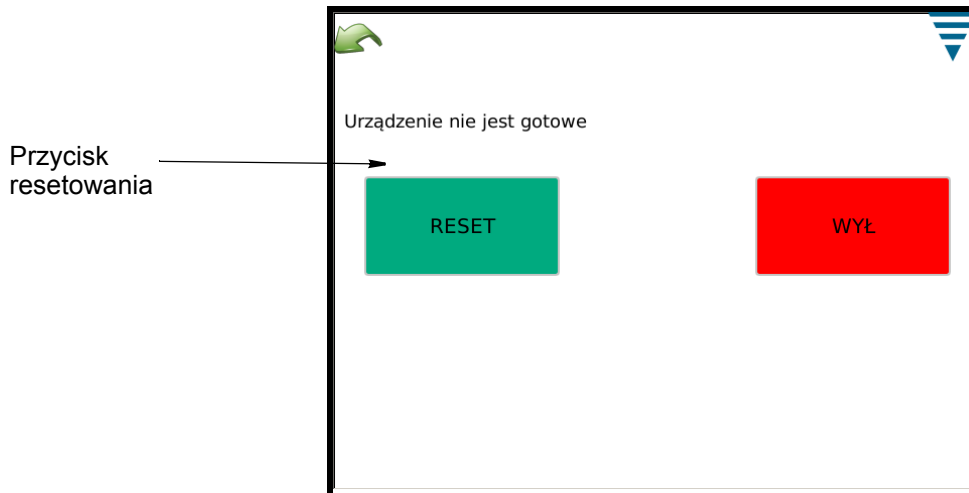 Urządzenie nie jest gotowe
Przycisk
resetowania
RESET
WYŁ